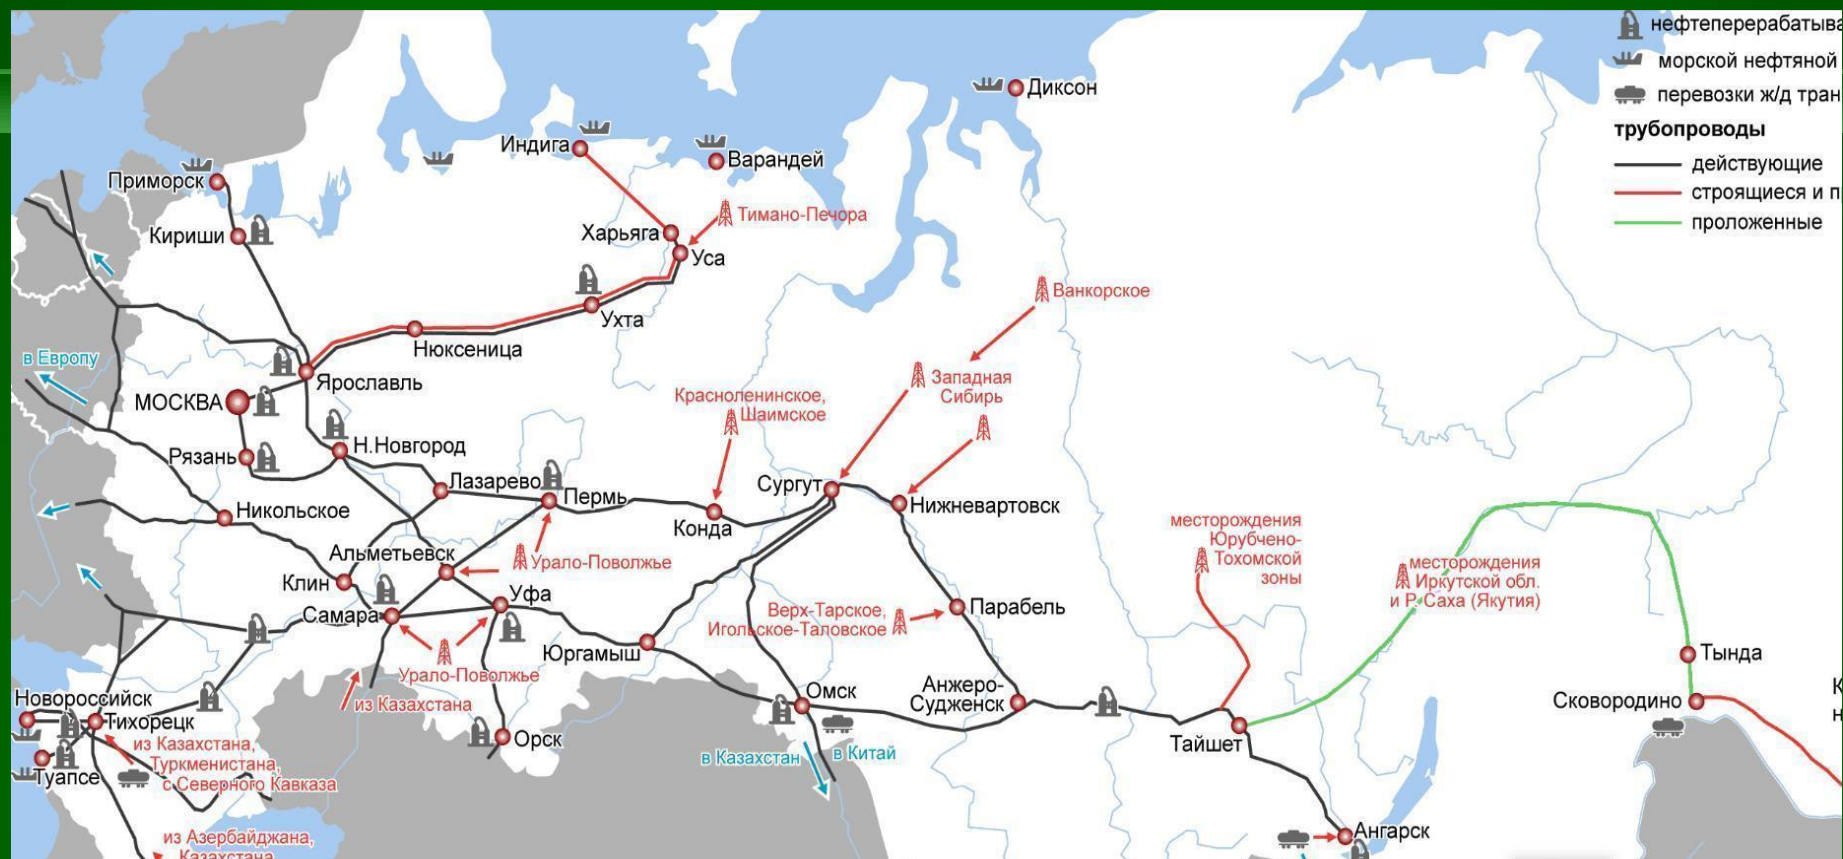 нефтеперерабатыва
морской нефтяной
перевозки ж/д тран
трубопроводы
действующие
строящиеся и п
проложенные
Диксон
Индига
Варандей
Приморск
Тимано-Печора
Кириши
Харьяга
Уса
Ванкорское
Ухта
Нюксеница
в Европу
Ярославль
МОСКВА
Западная
Сибирь
Красноленинское,
Шаимское
Н.Новгород
Рязань
Лазарево
Пермь
Сургут
Нижневартовск
Никольское
Конда
месторождения
Юрубчено-
Тохомской
зоны
Альметьевск
Урало-Поволжье
месторождения
Иркутской обл.
и Р. Саха (Якутия)
Клин
Уфа
Самара
Верх-Тарское,
Игольское-Таловское
Парабель
Юргамыш
Тында
Урало-Поволжье
Новороссийск
из Казахстана
Омск
Анжеро-
Судженск
Сковородино
К
н
Тихорецк
Орск
Тайшет
из Казахстана,
Туркменистана,
с Северного Кавказа
в Казахстан
в Китай
Туапсе
Ангарск
из Азербайджана,
Казахстана